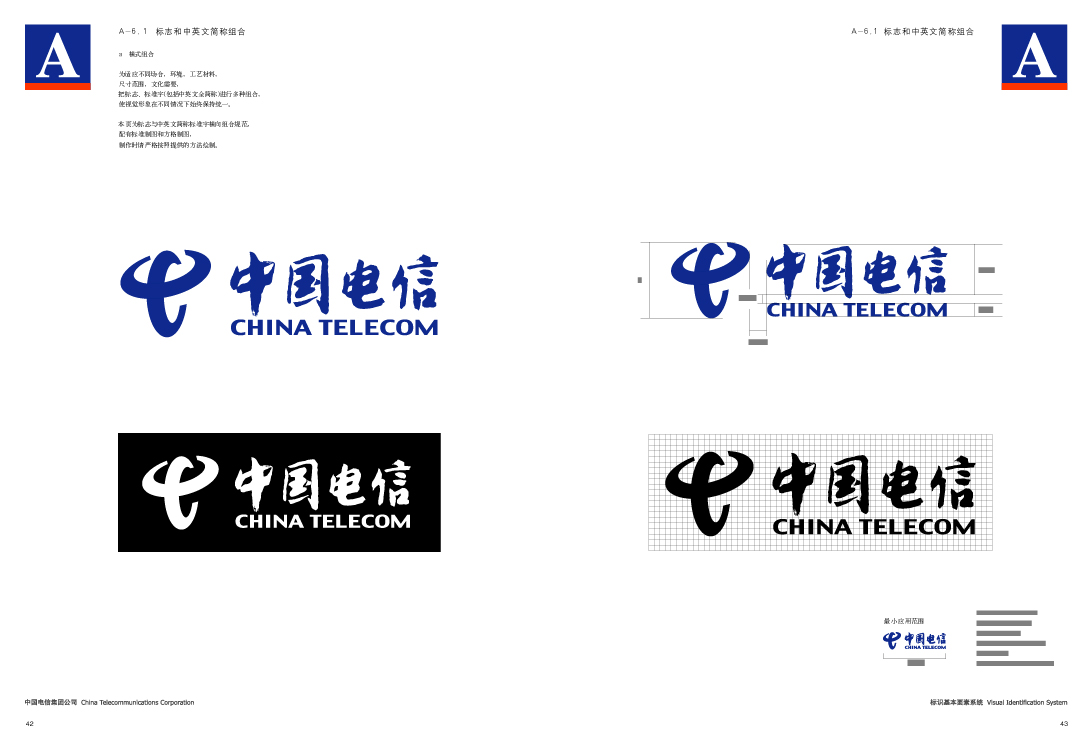 A
A-6.1 标志和中英文简称组合
a 横式组合
为适应不同场合、环境、工艺材料、
尺寸范围、文化需要，
把标志、标准字(包括中英文全简称)进行多种组合，
使视觉形象在不同情况下始终保持统一。
本页为标志与中英文简称标准字横向组合规范，
配有标准制图和方格制图，
制作时请严格按照提供的方法绘制。
中国电信
CHINA TELECOM
中国电信
CHINA TELECOM
中国电信集团公司 China Telecommunications Corporation
42
A-6.1 标志和中英文简称组合
A
中国电信
CHINA TELECOM
中国电信
CHINA TELECOM
最小应用范围
中国电信
CHINA TELECOM
标识基本要素系统 Visual Identification System
43